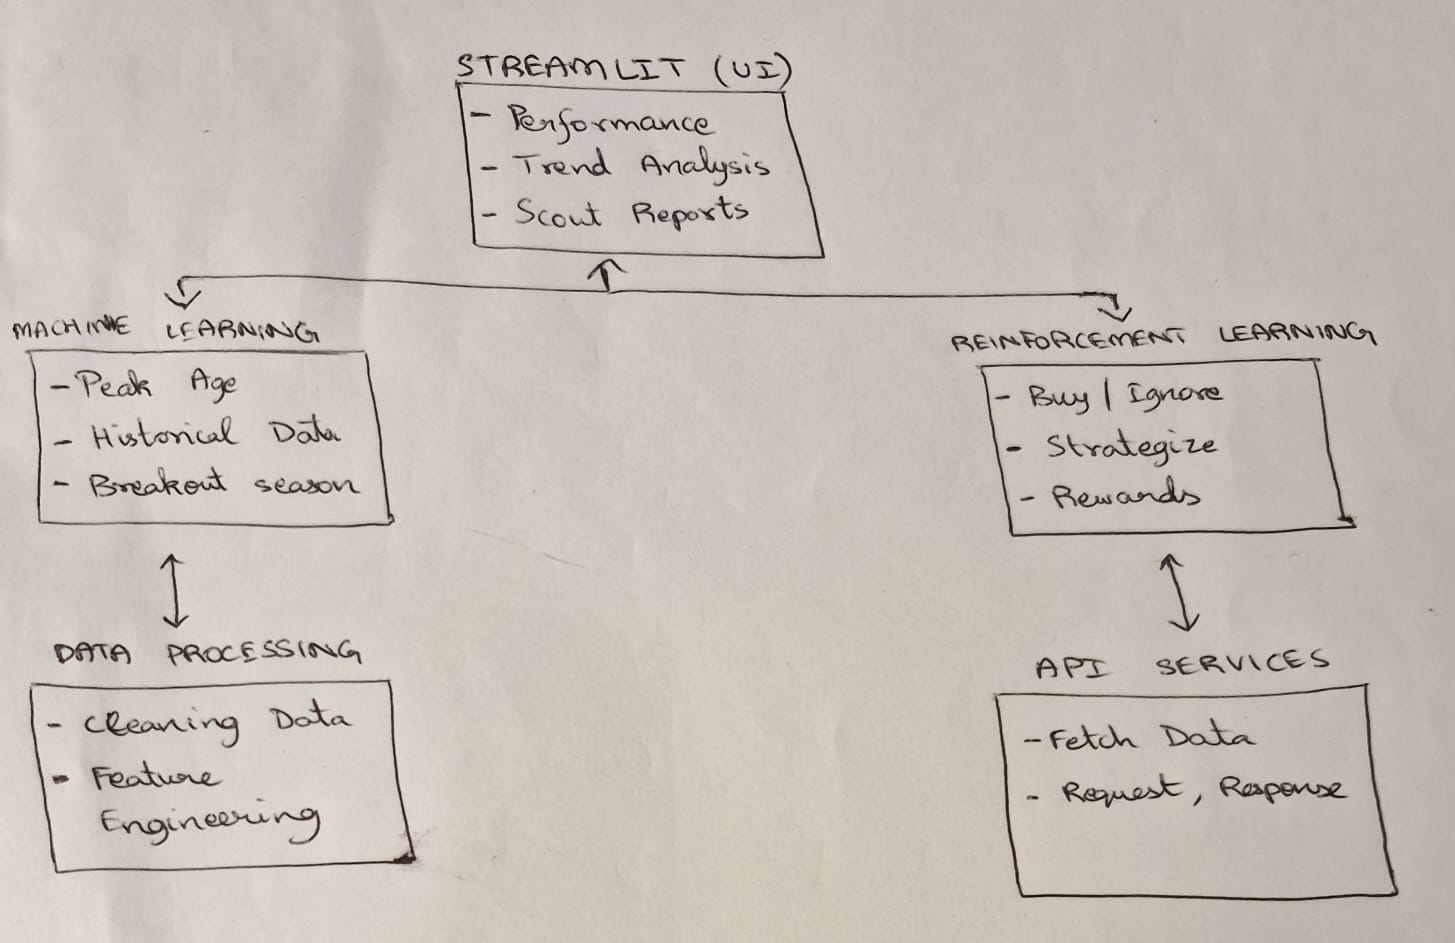 STREAMLIT (UI)
- Performance
- Trend Analysis
- Scout Reports
MACHINE LEARNING
- Peak Age
- Historical Data
- Breakout season
REINFORCEMENT LEARNING
- Buy | Ignore
- Strategize
- Rewards
DATA PROCESSING
- Cleaning Data
- Feature
Engineering
API SERVICES
- Fetch Data
- Request, Response